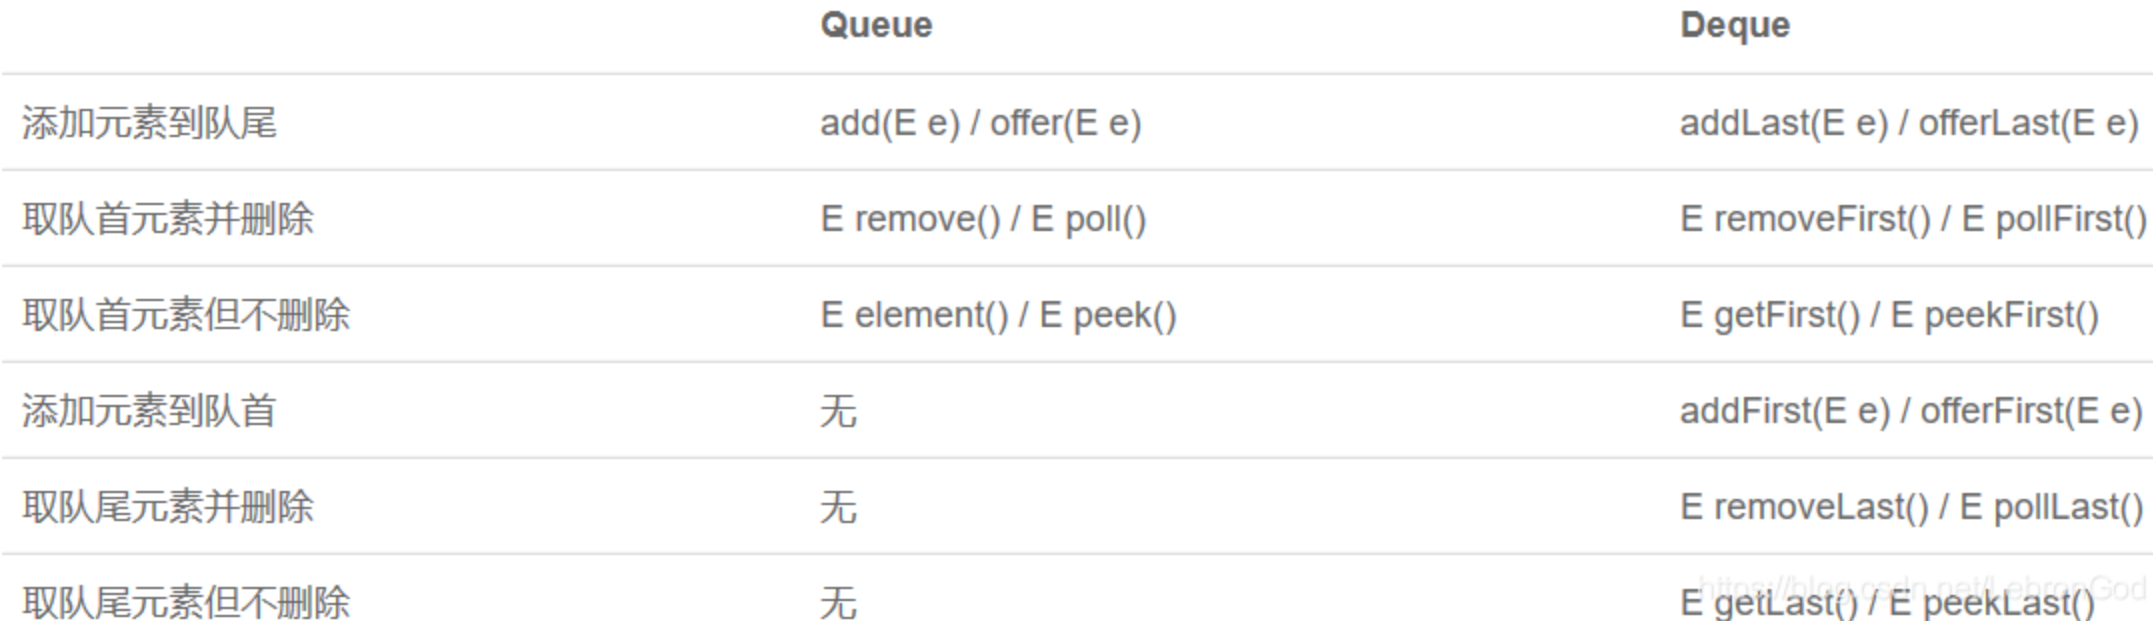 Queue Deque
添加元素到队尾 add(E e) / offer(E e) addLast(E e) / offerLast(E e)
取队首元素并删除 E remove() / E poll() E removeFirst() / E pollFirst()
取队首元素但不删除 E element() / E peek() E getFirst() / E peekFirst()
添加元素到队首 无 addFirst(E e) / offerFirst(E e)
取队尾元素并删除 无 E removeLast() / E pollLast()
https://blog.csdn.net/LebronGod
取队尾元素但不删除 无 E getLast() / E peekLast()